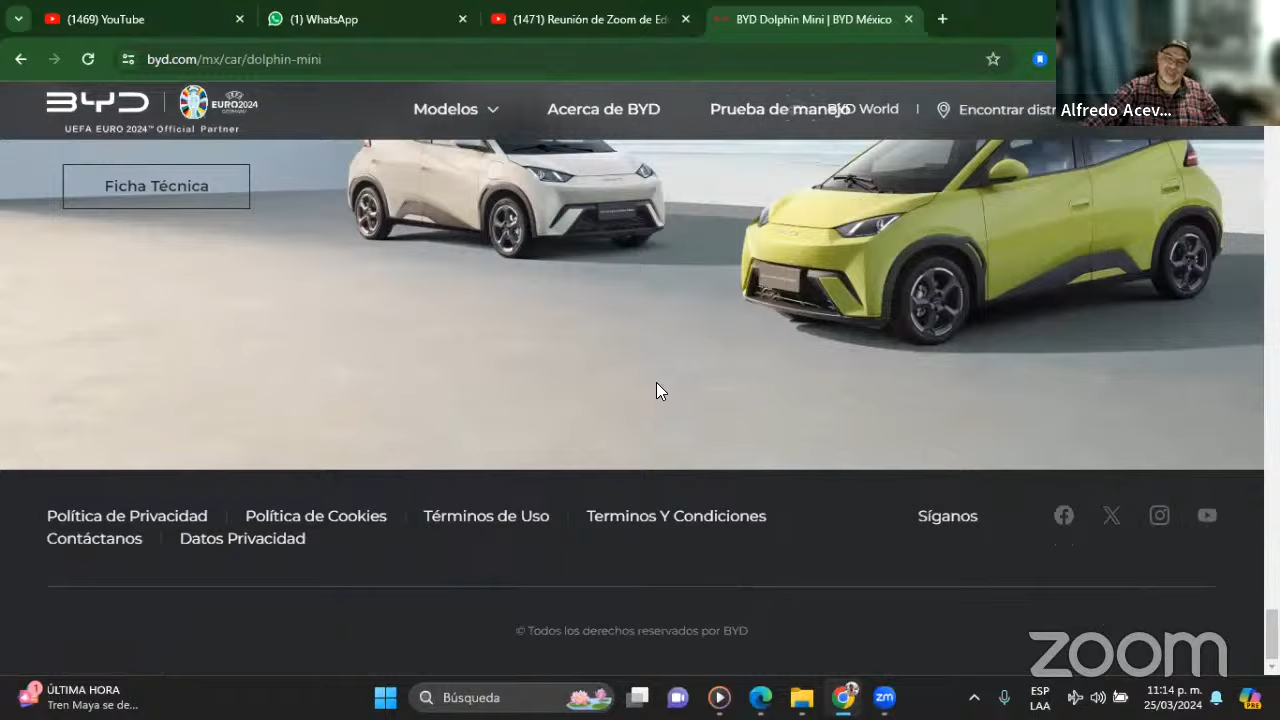 (1469) YouTube
(1) WhatsApp
(1471) Reunión de Zoom de Ed
BYD Dolphin Mini | BYD México
byd.com/mx/car/dolphin-mini
BYD
EURO2024
UEFA EURO 2024™ Official Partner
Modelos
Acerca de BYD
Prueba de manejo
BYD World
Encontrar distr
Alfredo Acev...
Ficha Técnica
Política de Privacidad
Política de Cookies
Términos de Uso
Terminos Y Condiciones
Síganos
Contáctanos
Datos Privacidad
© Todos los derechos reservados por BYD
zoom
1
ÚLTIMA HORA
Tren Maya se de...
Búsqueda
zm
ESP
LAA
11:14 p. m.
25/03/2024
PRE